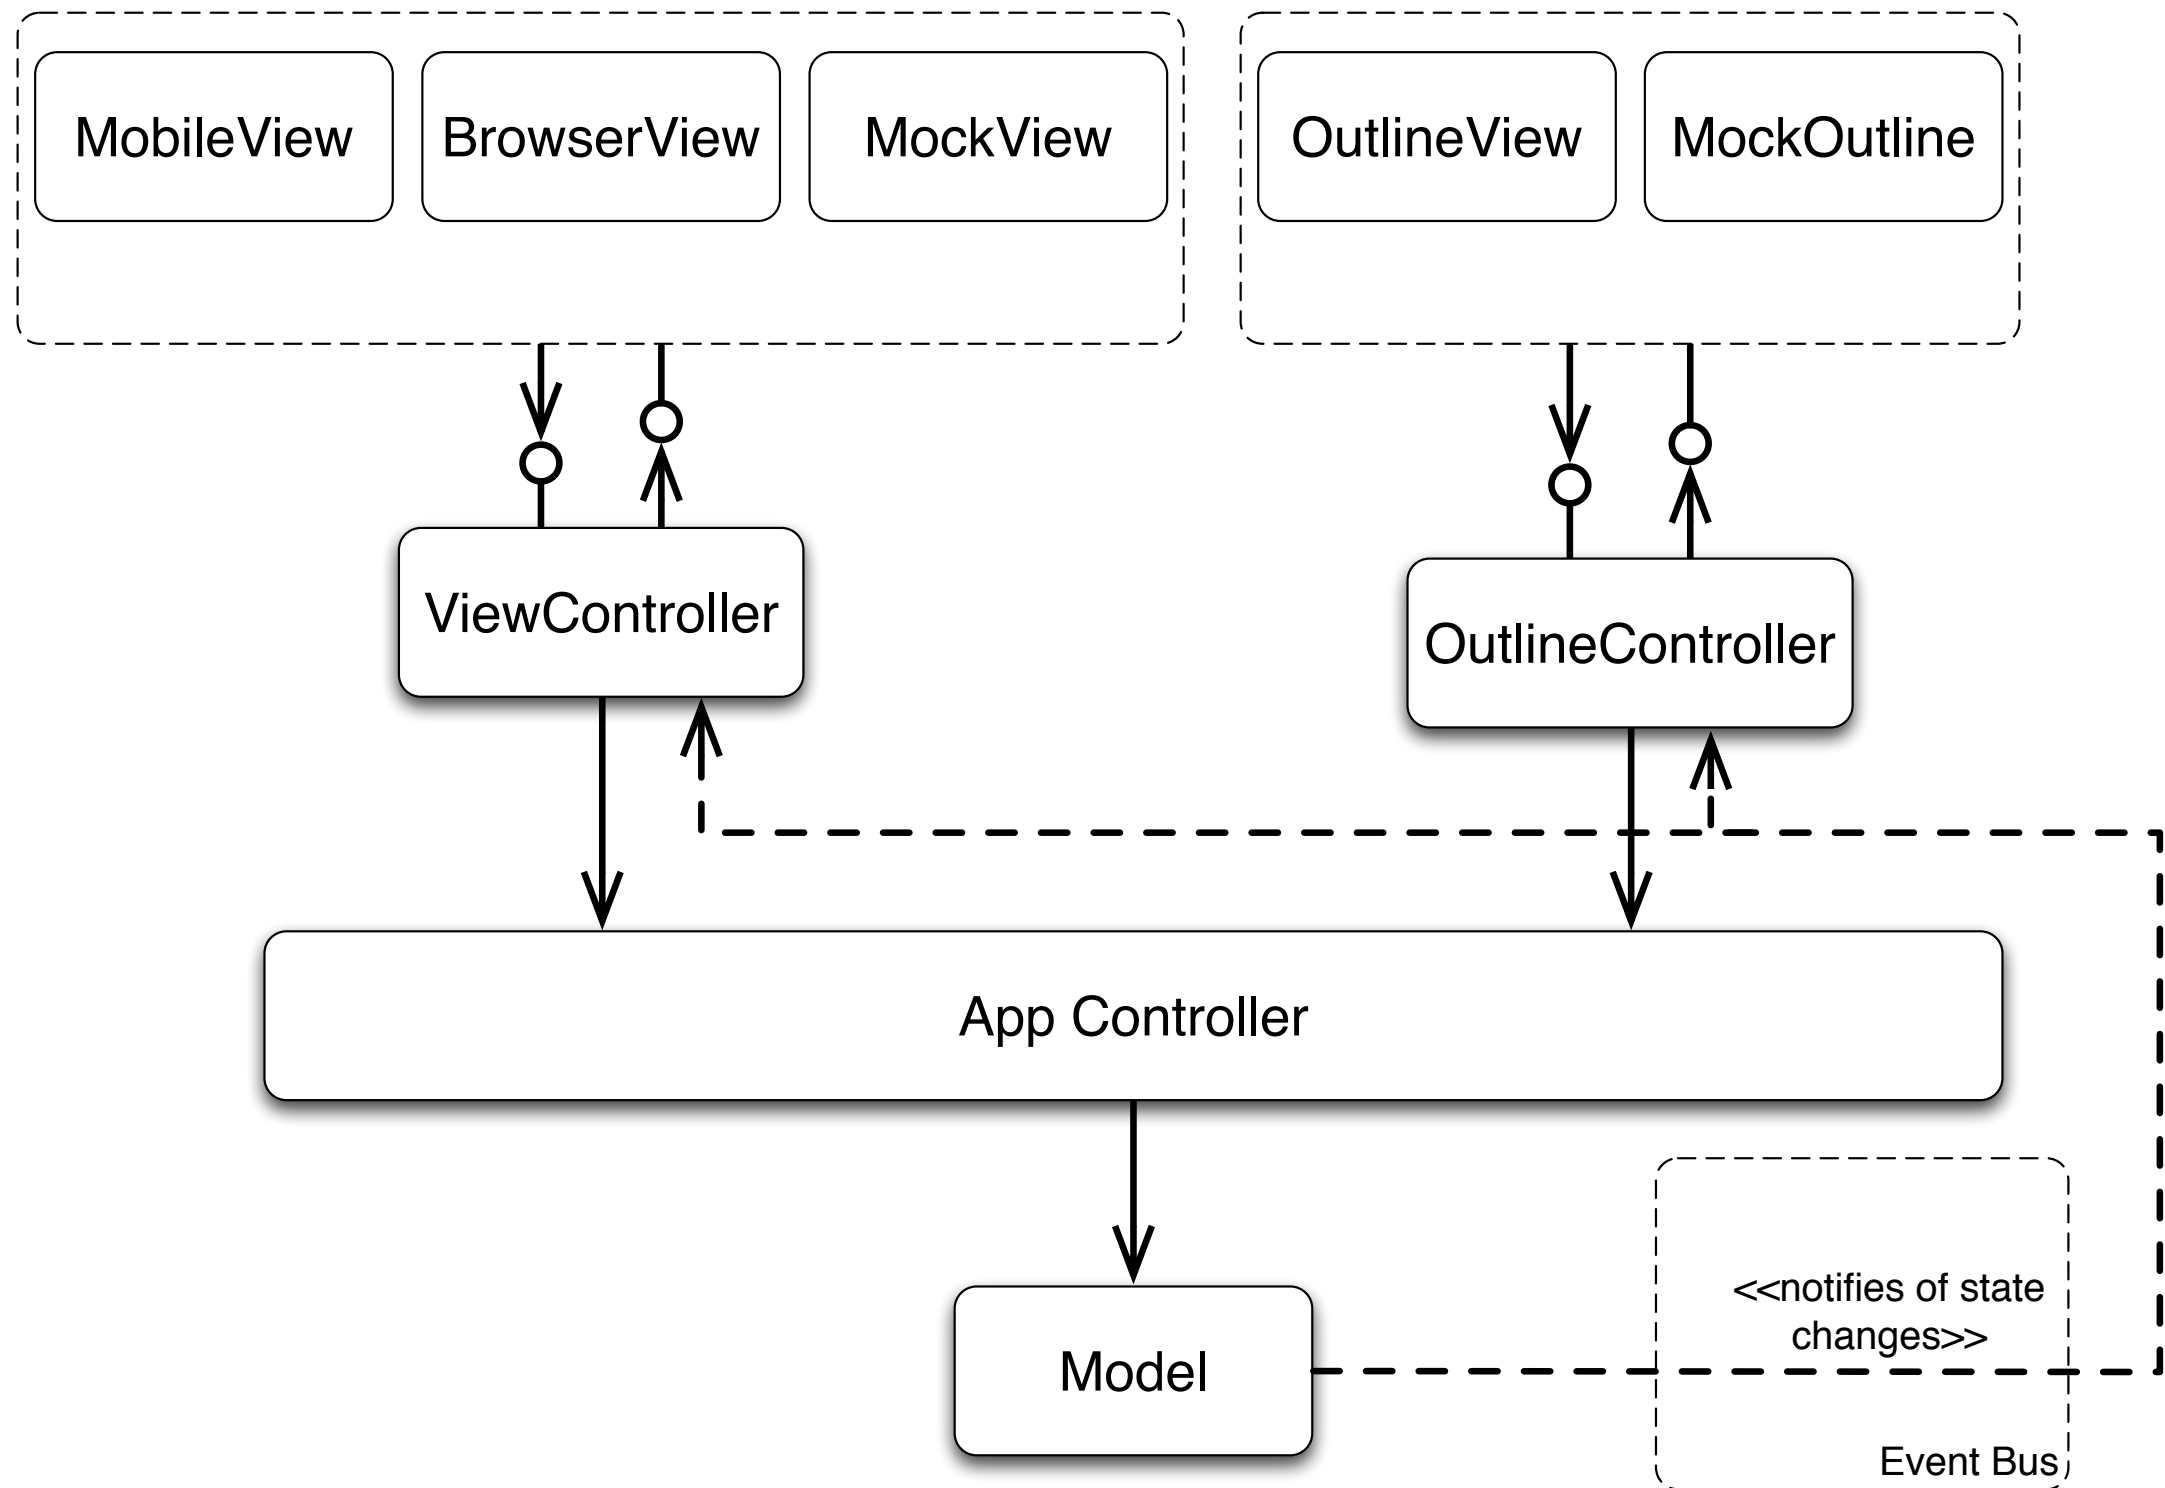 MobileView
BrowserView
MockView
OutlineView
MockOutline
ViewController
OutlineController
App Controller
<<notifies of state
changes>>
Model
Event Bus